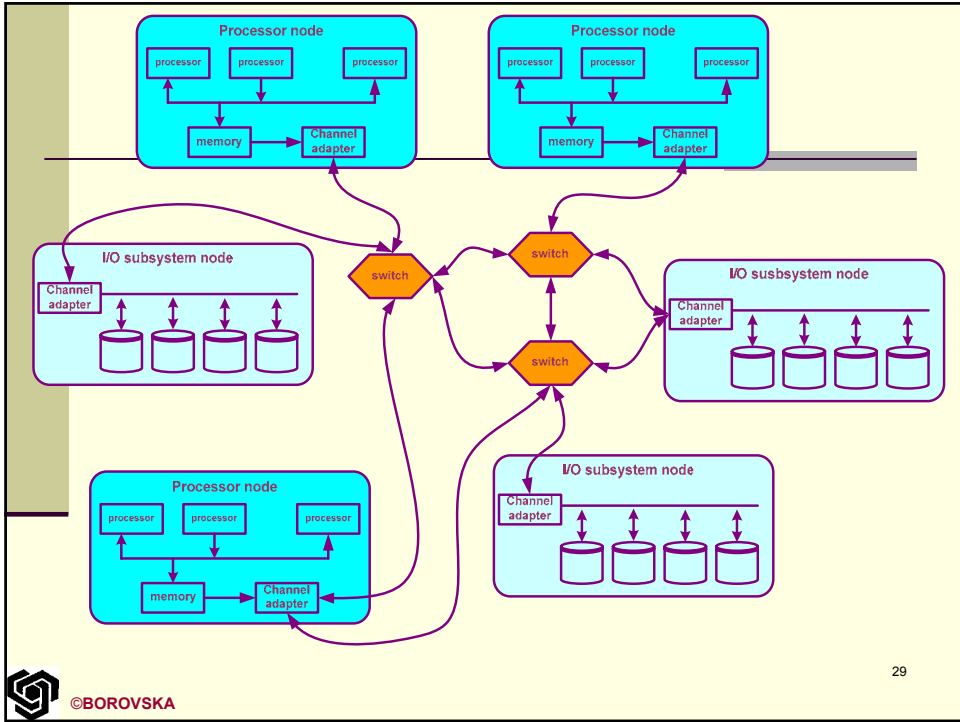 Processor node
processor
processor
processor
memory
Channel
adapter
Processor node
processor
processor
processor
memory
Channel
adapter
I/O subsystem node
Channel
adapter
switch
switch
switch
I/O susbsystem node
Channel
adapter
Processor node
processor
processor
processor
memory
Channel
adapter
I/O subsystem node
Channel
adapter
29
©BOROVSKA